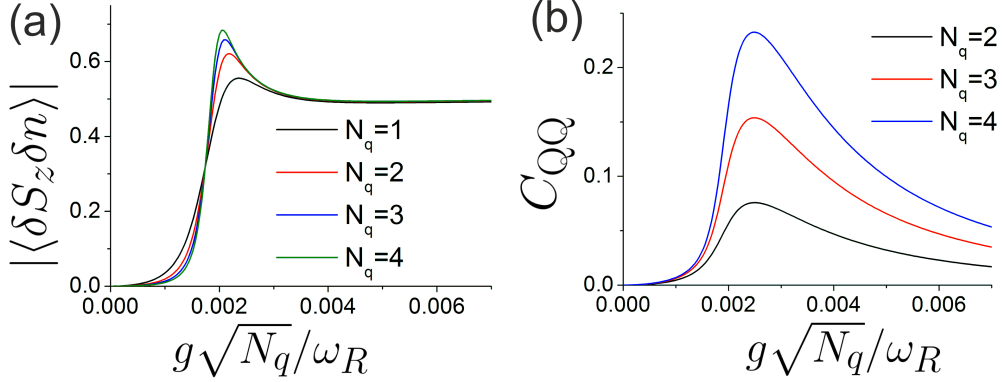 (a)
|⟨δS_zδn⟩|
0.6
0.4
0.2
0.0
N_q=1
N_q=2
N_q=3
N_q=4
0.000 0.002 0.004 0.006
g√N_q/ω_R
(b)
C_QQ
0.2
0.1
0.0
N_q=2
N_q=3
N_q=4
0.000 0.002 0.004 0.006
g√N_q/ω_R